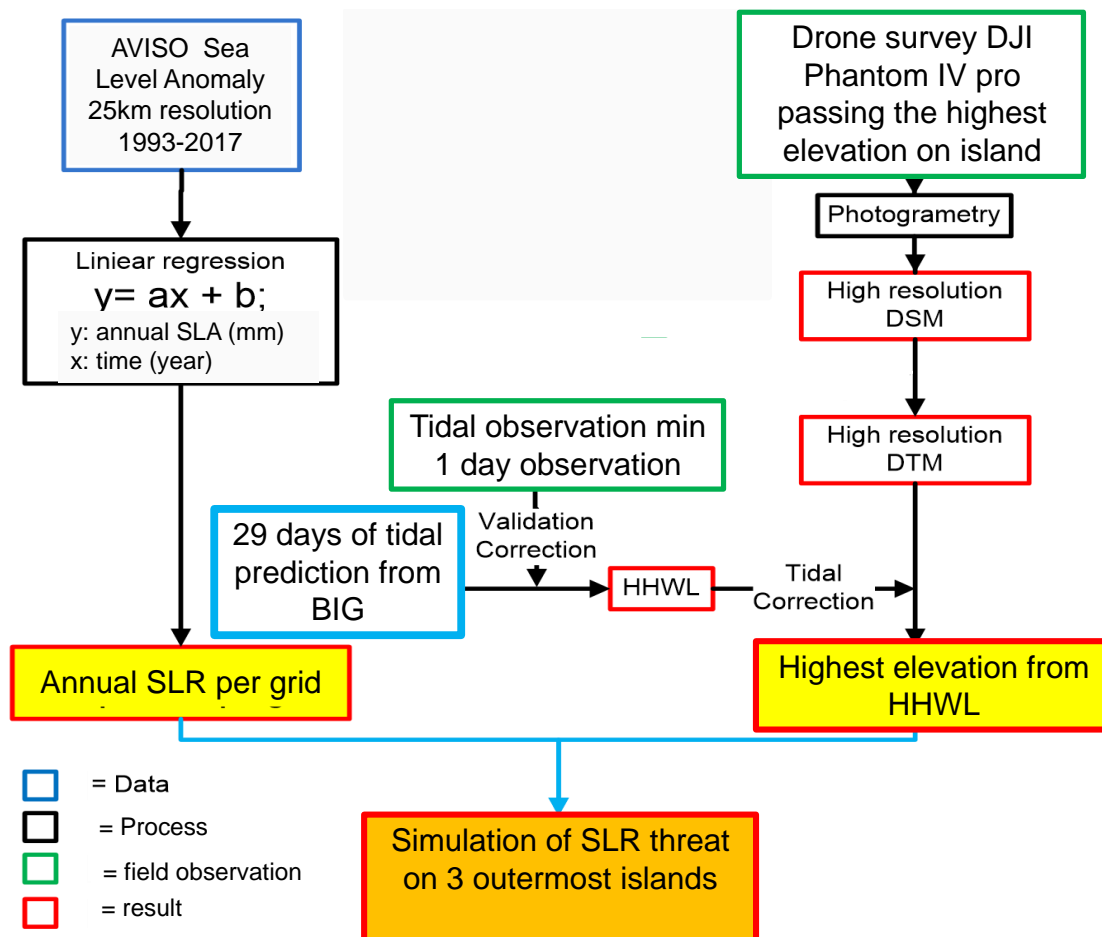 AVISO Sea
Level Anomaly
25km resolution
1993-2017
Drone survey DJI
Phantom IV pro
passing the highest
elevation on island
Photogrametry
Liniear regression
y= ax + b;
y: annual SLA (mm)
x: time (year)
High resolution
DSM
High resolution
DTM
Tidal observation min
1 day observation
Validation
Correction
29 days of tidal
prediction from
BIG
HHWL
Tidal
Correction
Annual SLR per grid
Highest elevation from
HHWL
Simulation of SLR threat
on 3 outermost islands
= Data
= Process
= field observation
= result